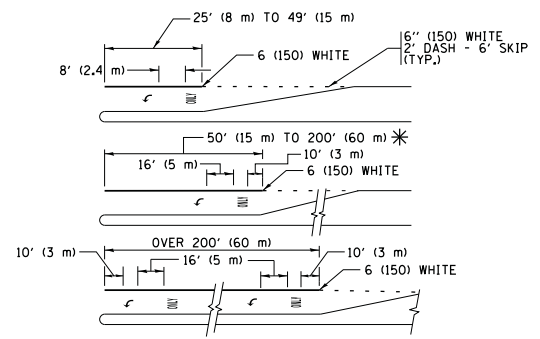 25' (8 m) TO 49' (15 m)
6'' (150) WHITE
2' DASH - 6' SKIP
(TYP.)
6 (150) WHITE
8' (2.4 m)
ONLY
50' (15 m) TO 200' (60 m) *
16' (5 m)
10' (3 m)
6 (150) WHITE
ONLY
OVER 200' (60 m)
10' (3 m)
16' (5 m)
10' (3 m)
6 (150) WHITE
ONLY
ONLY